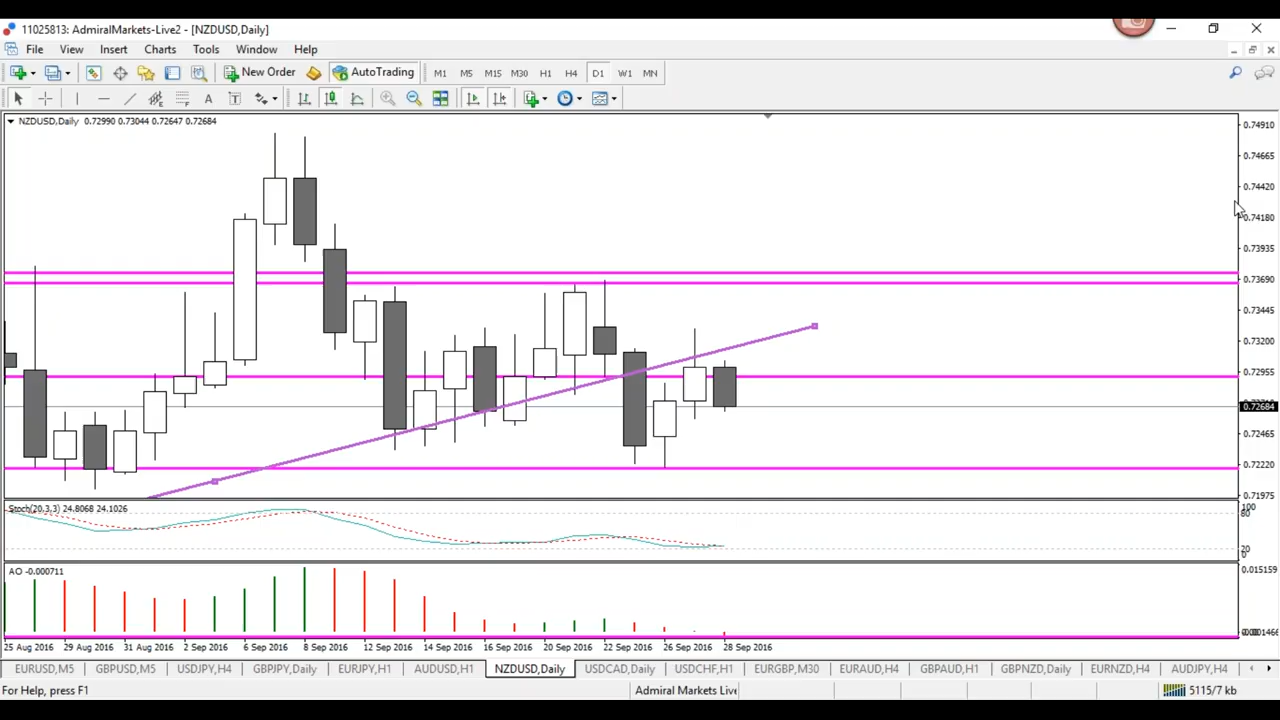 11025813: AdmiralMarkets-Live2 - [NZDUSD,Daily]
File View Insert Charts Tools Options Window Help
New Order AutoTrading M1 M5 M15 M30 H1 H4 D1 W1 MN
A T
NZDUSD,Daily 0.72990 0.73044 0.72647 0.72684
0.74910
0.74665
0.74420
0.74180
0.73935
0.73690
0.73445
0.73200
0.72955
0.72684
0.72465
0.72220
0.71975
Stoch(20,3,3) 24.8068 24.1026
100
80
20
0
AO -0.000711
0.015159
25 Aug 2016 29 Aug 2016 31 Aug 2016 2 Sep 2016 6 Sep 2016 8 Sep 2016 12 Sep 2016 14 Sep 2016 16 Sep 2016 20 Sep 2016 22 Sep 2016 26 Sep 2016 28 Sep 2016
EURUSD,M5 GBPUSD,M5 USDJPY,H4 GBPJPY,Daily EURJPY,H1 AUDUSD,H1 NZDUSD,Daily USDCAD,Daily USDCHF,H1 EURGBP,M30 EURAUD,H4 GBPAUD,H1 GBPNZD,Daily EURNZD,H4 AUDJPY,H4
For Help, press F1 Admiral Markets Live 5115/7 kb